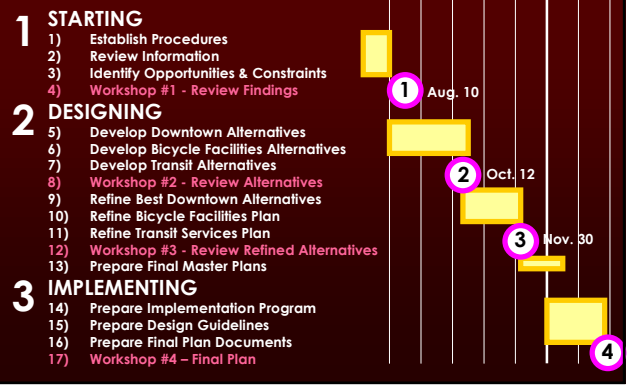 1 STARTING
1) Establish Procedures
2) Review Information
3) Identify Opportunities & Constraints
4) Workshop #1 - Review Findings
1 Aug. 10
2 DESIGNING
5) Develop Downtown Alternatives
6) Develop Bicycle Facilities Alternatives
7) Develop Transit Alternatives
8) Workshop #2 - Review Alternatives
2 Oct. 12
9) Refine Best Downtown Alternatives
10) Refine Bicycle Facilities Plan
11) Refine Transit Services Plan
12) Workshop #3 - Review Refined Alternatives
3 Nov. 30
13) Prepare Final Master Plans
3 IMPLEMENTING
14) Prepare Implementation Program
15) Prepare Design Guidelines
16) Prepare Final Plan Documents
17) Workshop #4 – Final Plan
4